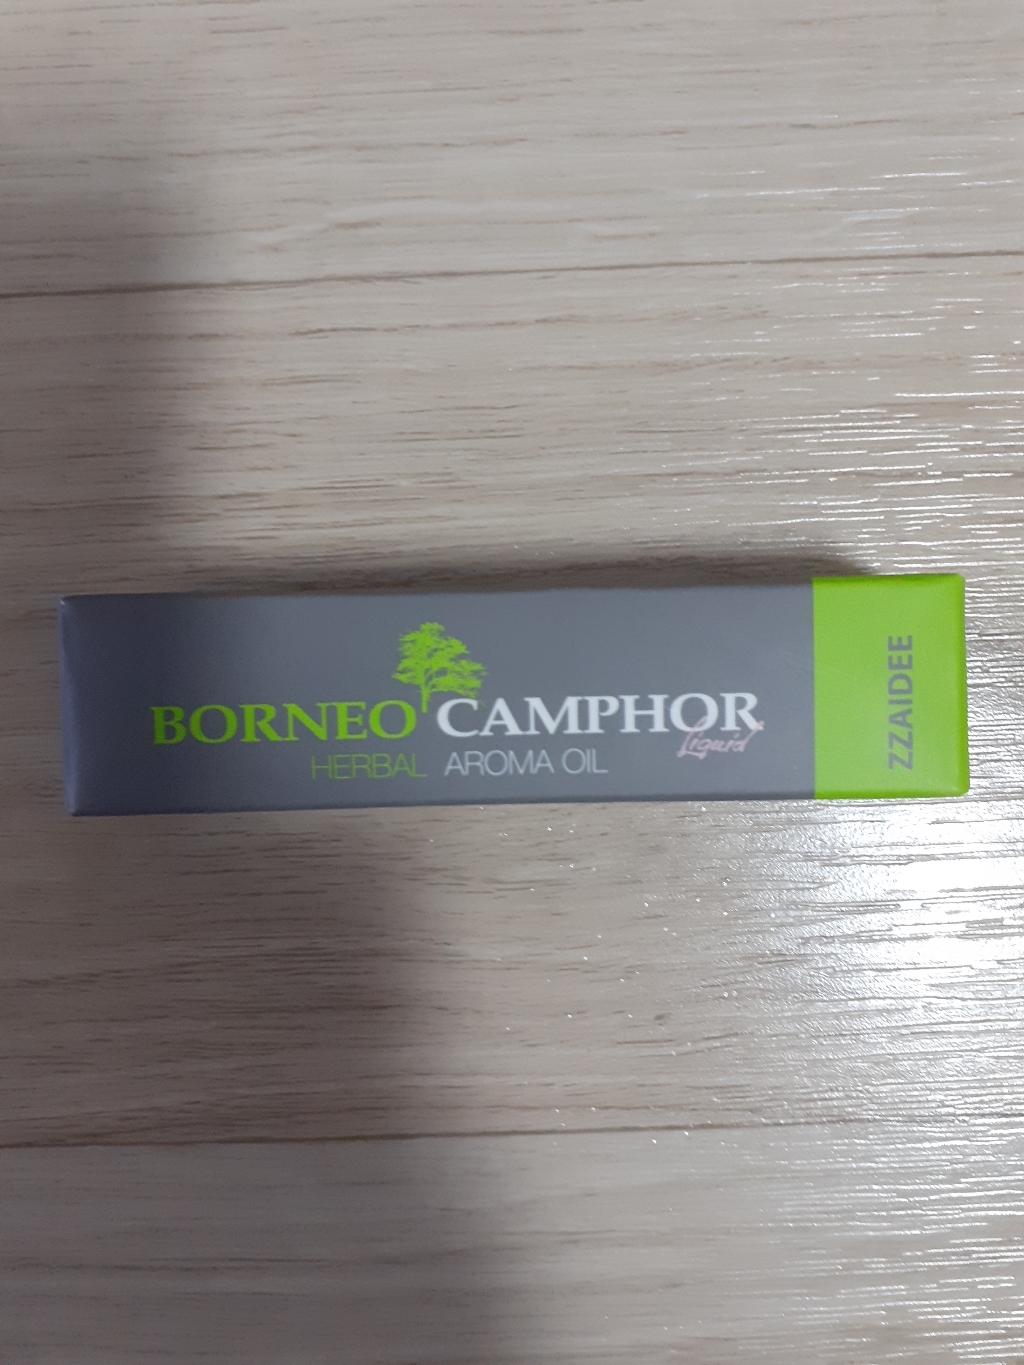 BORNEO CAMPHOR
Liquid
HERBAL AROMA OIL
ZZAIDEE